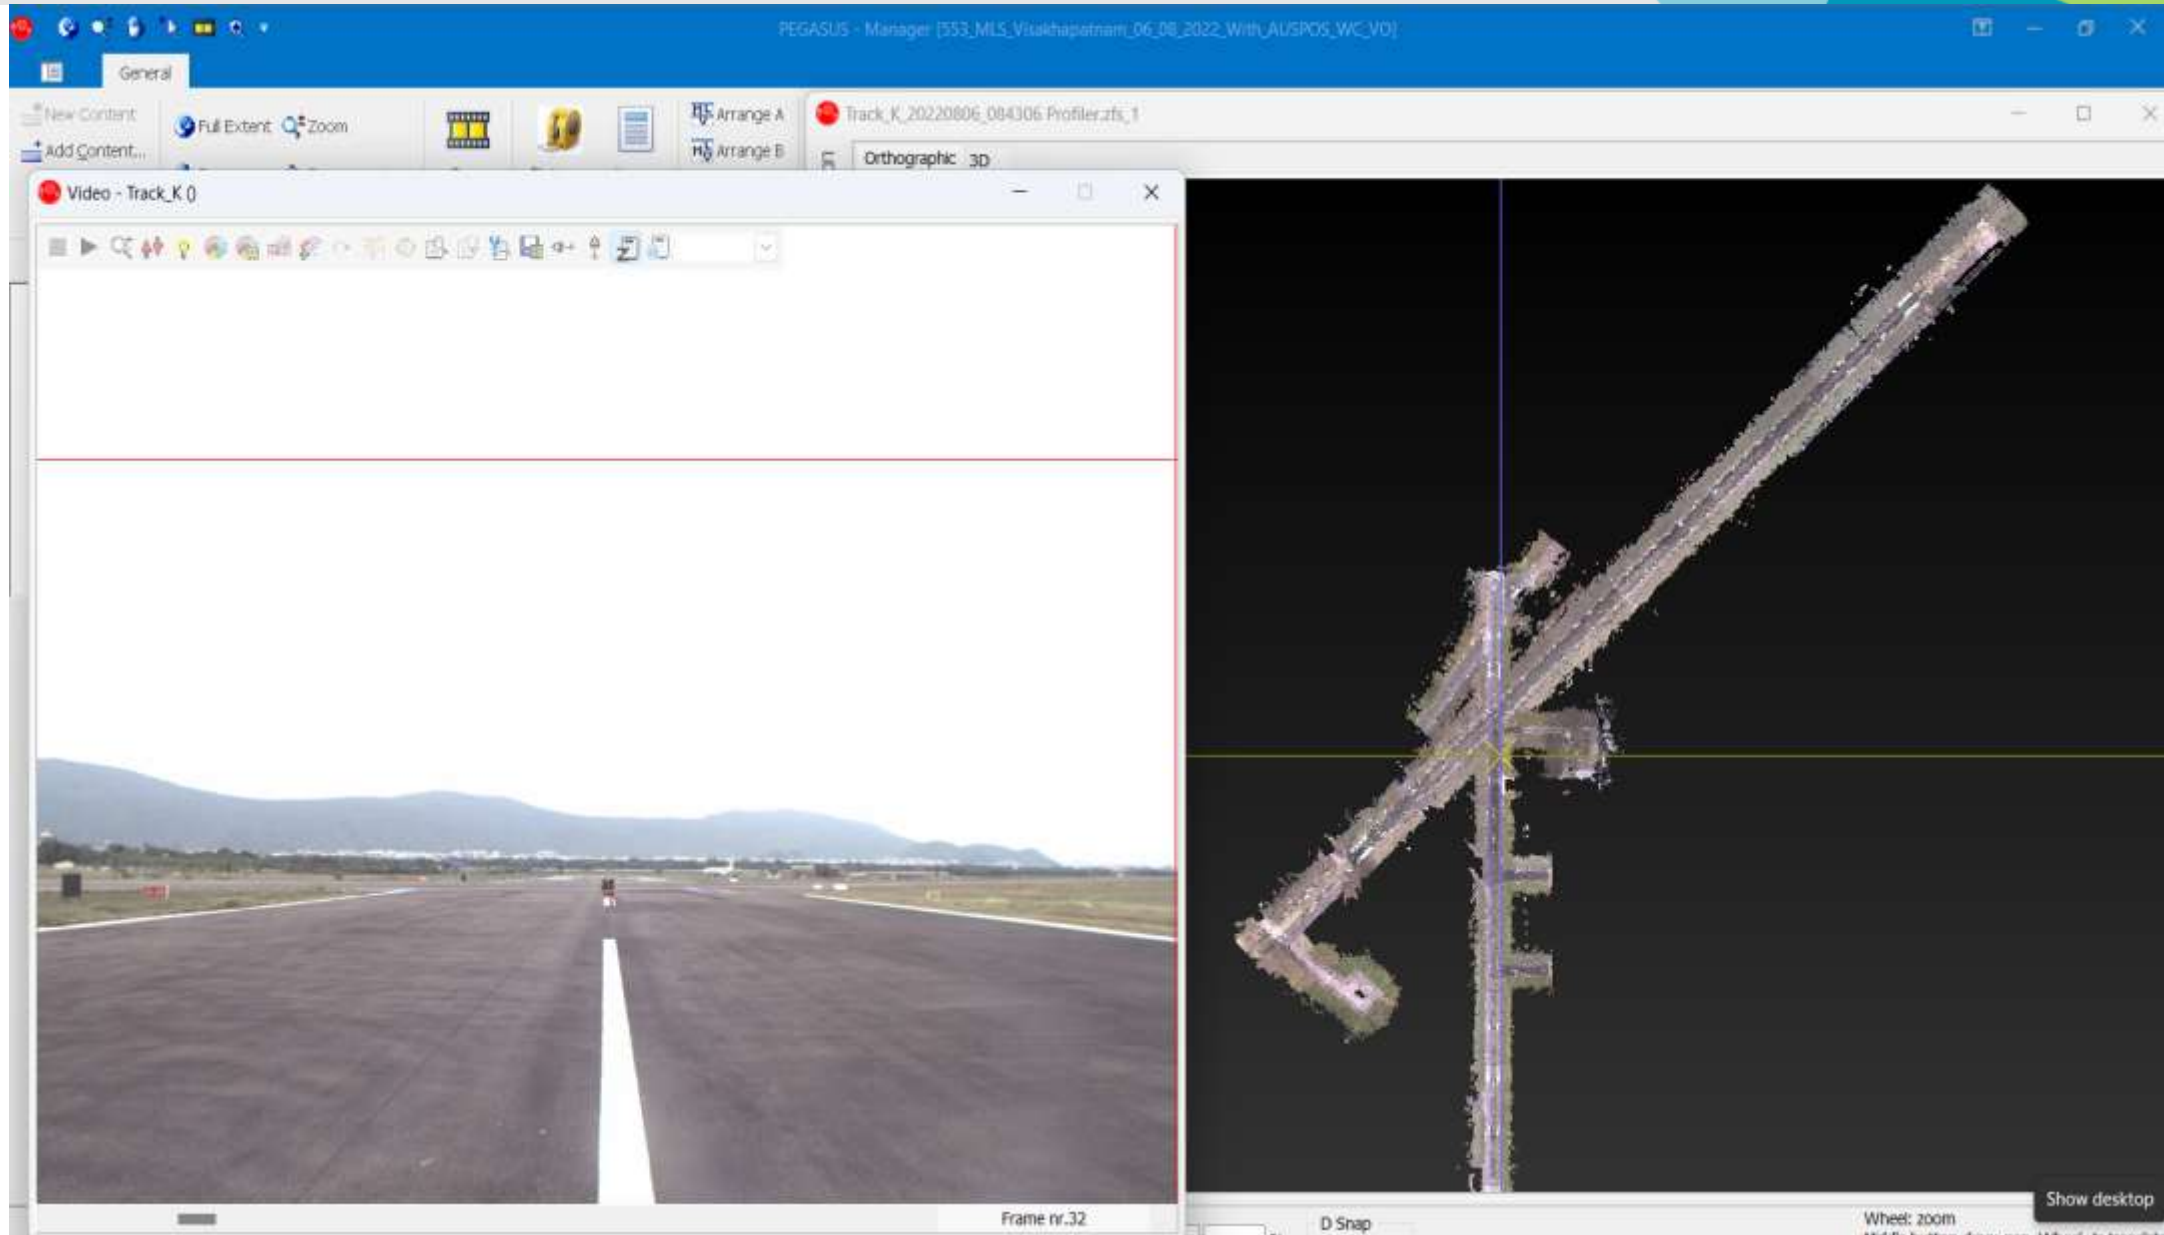 PEGASUS - Manager [553_MLS_Visakhapatnam_06_08_2022_With_AUSPOS_WC_VO]
General
New Content
Add Content...
Full Extent
Zoom
Arrange A
Arrange B
Track_K_20220806_084306 Profiler.zfs_1
Orthographic
3D
Video - Track_K ()
Frame nr.32
D Snap
Wheel: zoom
Show desktop